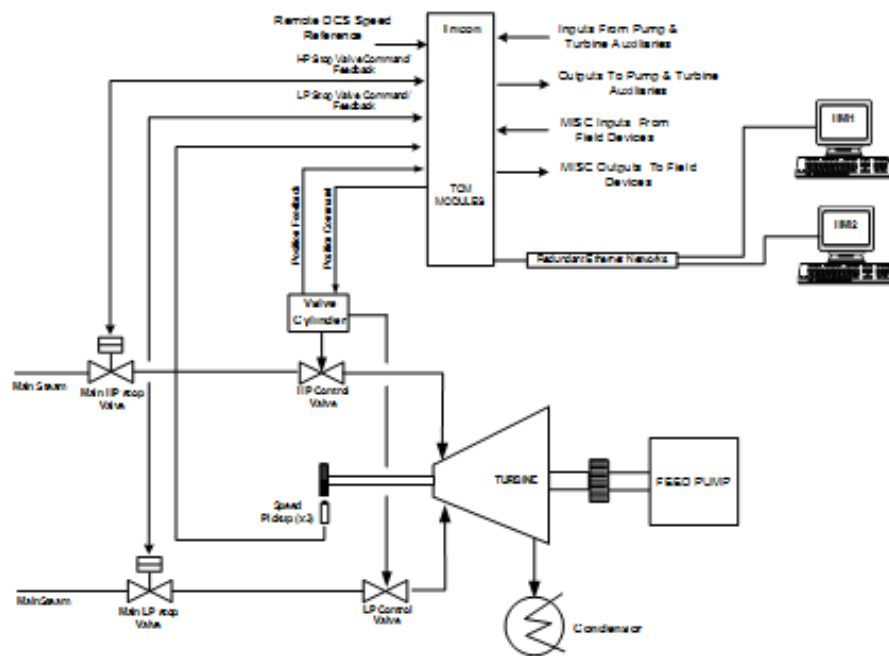 Remote DCS Speed
Reference
HP Stop Valve Command/
Feedback
LP Stop Valve Command/
Feedback
Inputs From Pump &
Turbine Auxiliaries
Outputs To Pump & Turbine
Auxiliaries
MISC Inputs From
Field Devices
MISC Outputs To Field
Devices
TCM
MODULES
HMI1
HMI2
Redundant Ethernet Networks
Position Feedback
Position Command
Valve
Cylinder
Main Steam
Main HP stop
Valve
HP Control
Valve
TURBINE
FEED PUMP
Speed
Pickup (x3)
Main Steam
Main LP stop
Valve
LP Control
Valve
Condensor